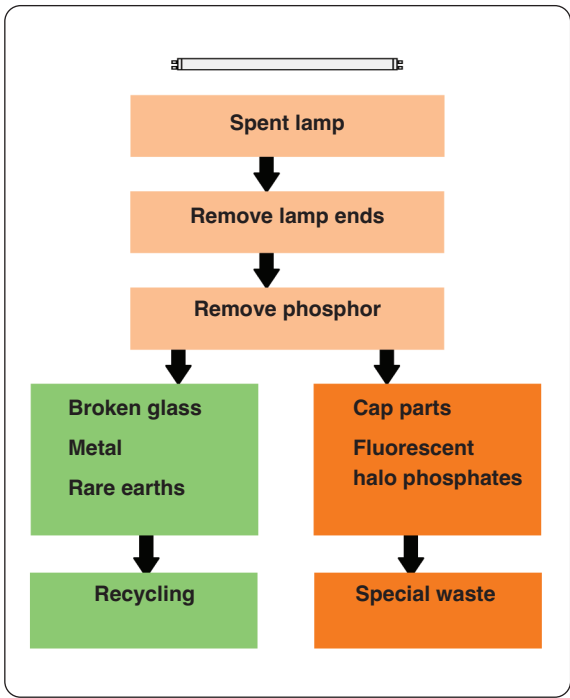 Spent lamp
Remove lamp ends
Remove phosphor
Broken glass
Metal
Rare earths
Cap parts
Fluorescent
halo phosphates
Recycling
Special waste